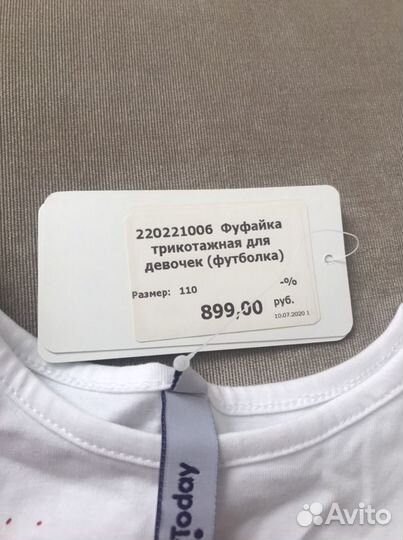 220221006 Фуфайка
трикотажная для
девочек (футболка)
-%
Размер: 110
899,00 руб.
10.07.2020 1
Today
Avito